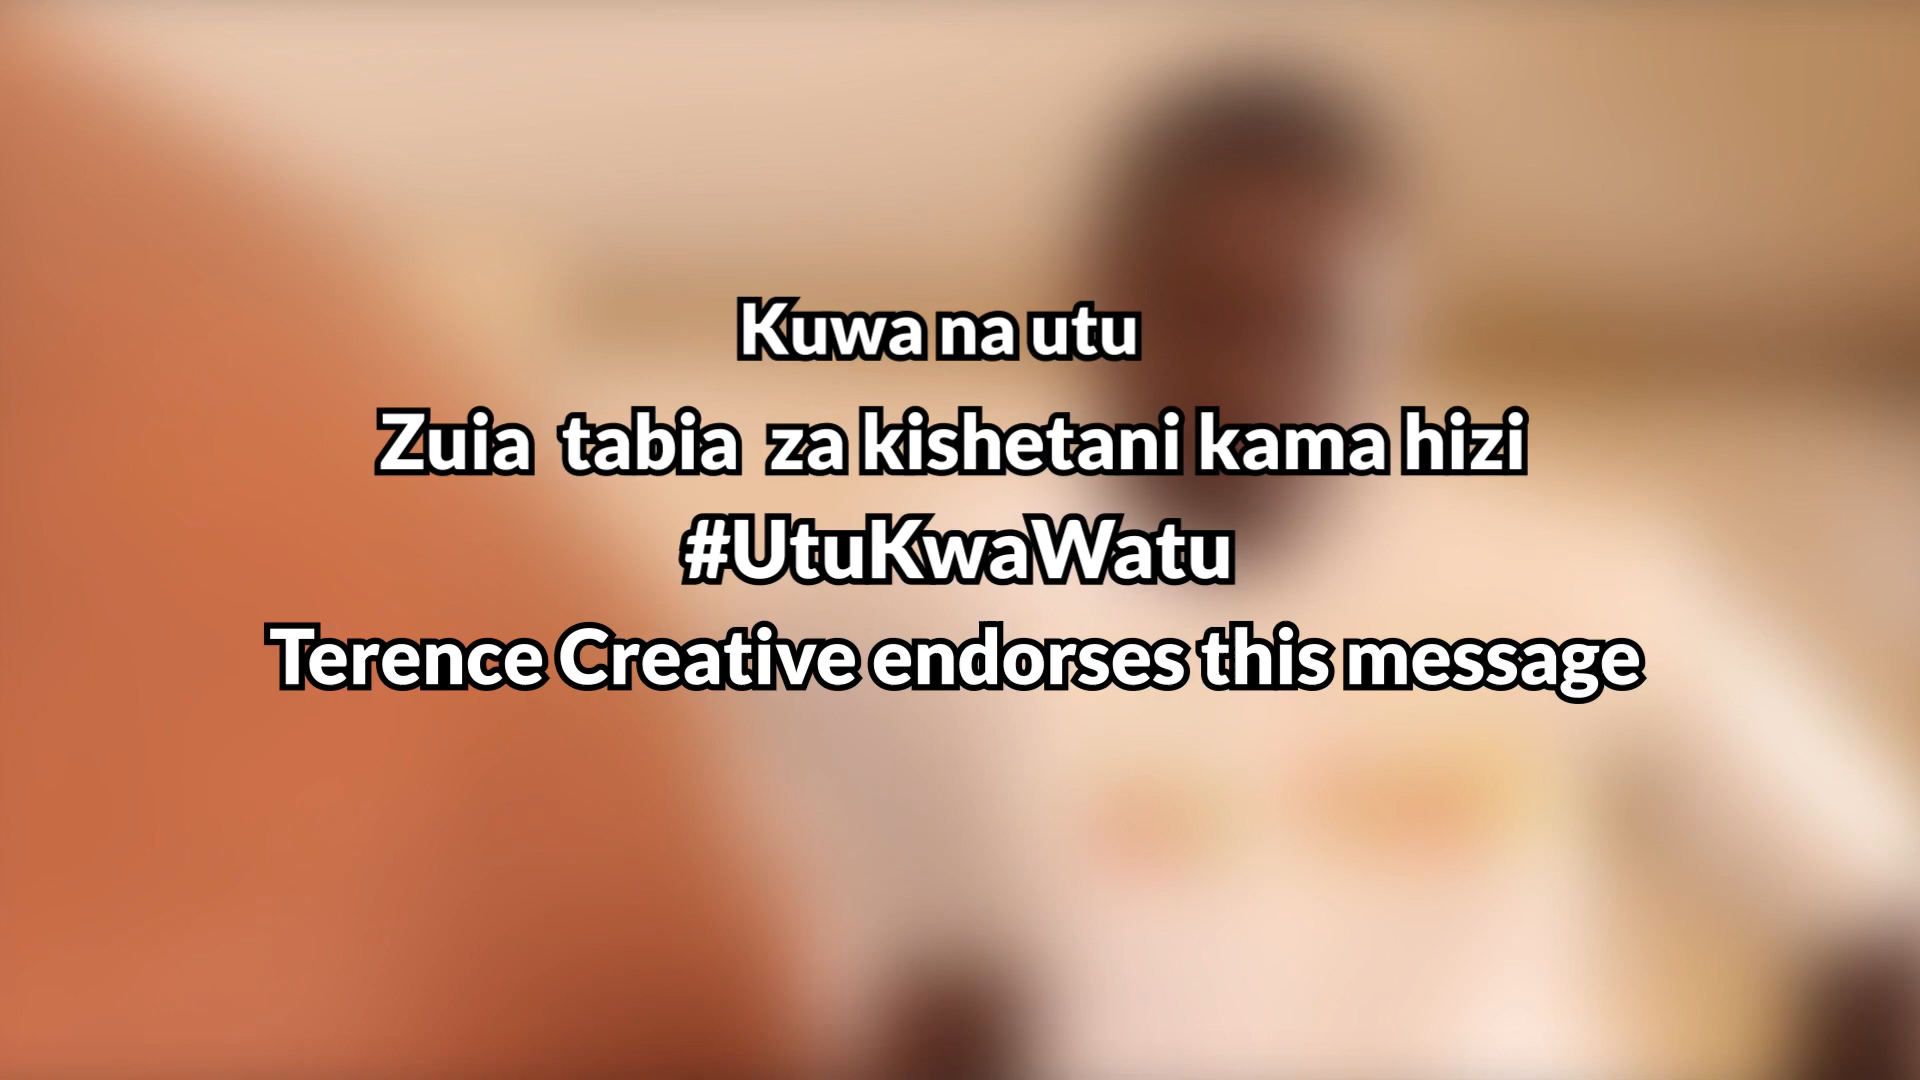 Kuwa na utu
Zuia tabia za kishetani kama hizi
#UtuKwaWatu
Terence Creative endorses this message